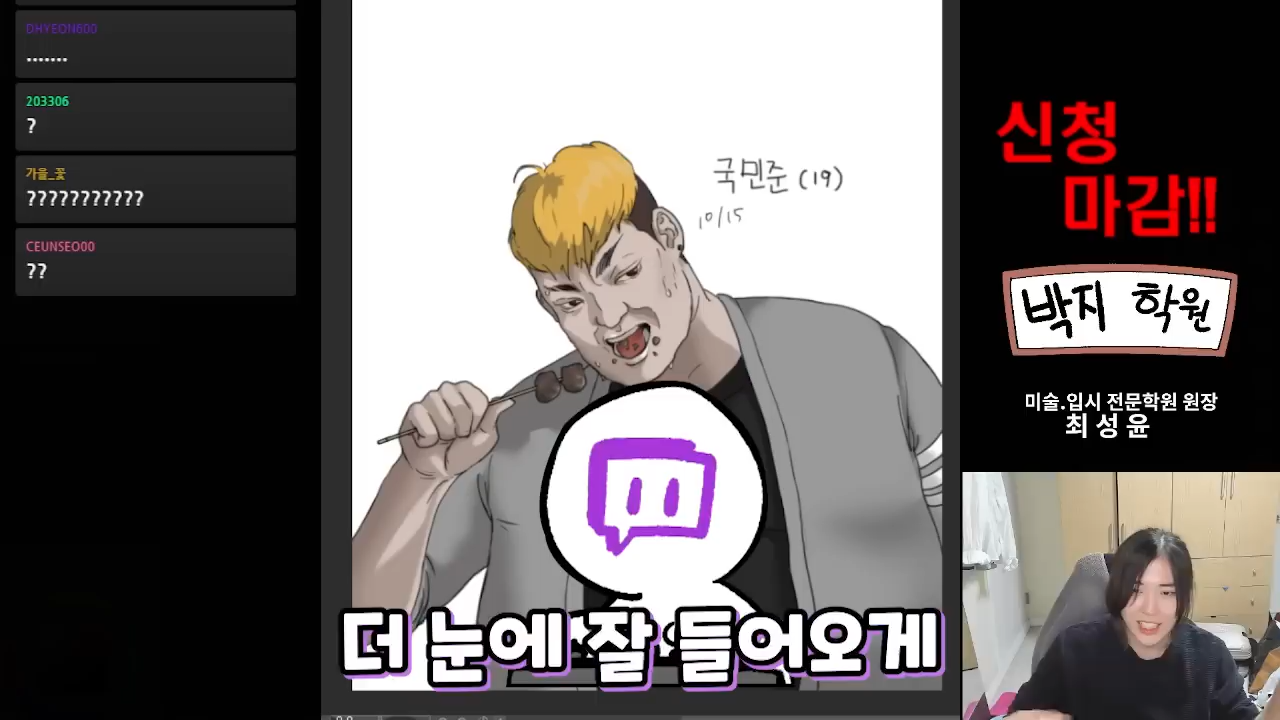 DHYEON600
.......
203306
?
가을_꽃
???????????
CEUNSEO00
??
국민준 (19)
10/15
더 눈에 잘 들어오게
신청
마감!!
박지 학원
미술.입시 전문학원 원장
최 성 윤